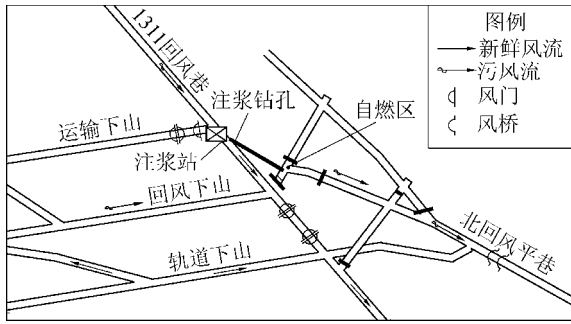 1311回风巷
注浆钻孔
自燃区
运输下山
注浆站
回风下山
轨道下山
北回风平巷
图例
新鲜风流
污风流
风门
风桥